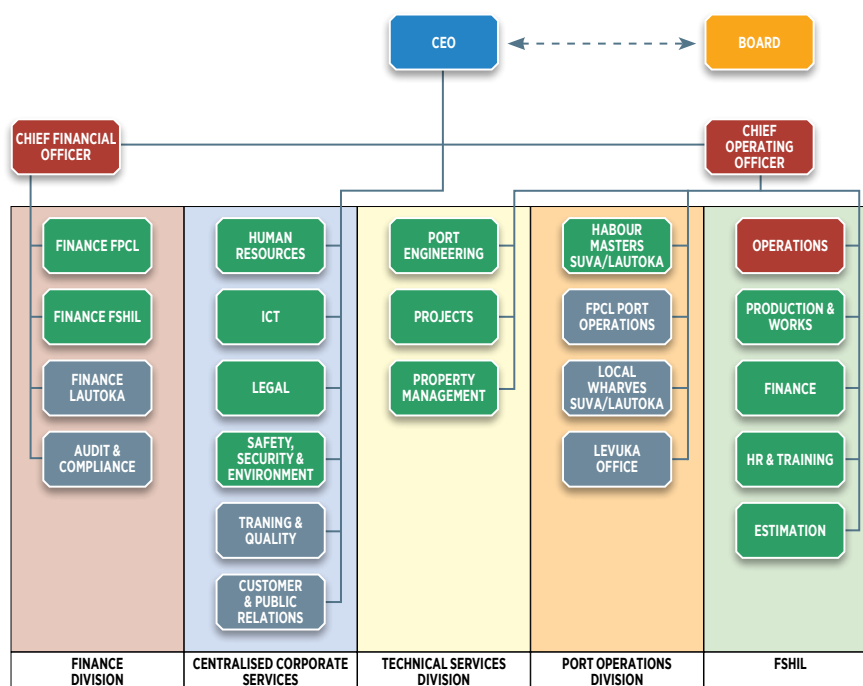 CEO
BOARD
CHIEF FINANCIAL
OFFICER
CHIEF
OPERATING
OFFICER
FINANCE FPCL
FINANCE FSHIL
FINANCE
LAUTOKA
AUDIT &
COMPLIANCE
HUMAN
RESOURCES
ICT
LEGAL
SAFETY,
SECURITY &
ENVIRONMENT
TRANING &
QUALITY
CUSTOMER
& PUBLIC
RELATIONS
PORT
ENGINEERING
PROJECTS
PROPERTY
MANAGEMENT
HABOUR
MASTERS
SUVA/LAUTOKA
FPCL PORT
OPERATIONS
LOCAL
WHARVES
SUVA/LAUTOKA
LEVUKA
OFFICE
OPERATIONS
PRODUCTION &
WORKS
FINANCE
HR & TRAINING
ESTIMATION
FINANCE
DIVISION
CENTRALISED CORPORATE
SERVICES
TECHNICAL SERVICES
DIVISION
PORT OPERATIONS
DIVISION
FSHIL